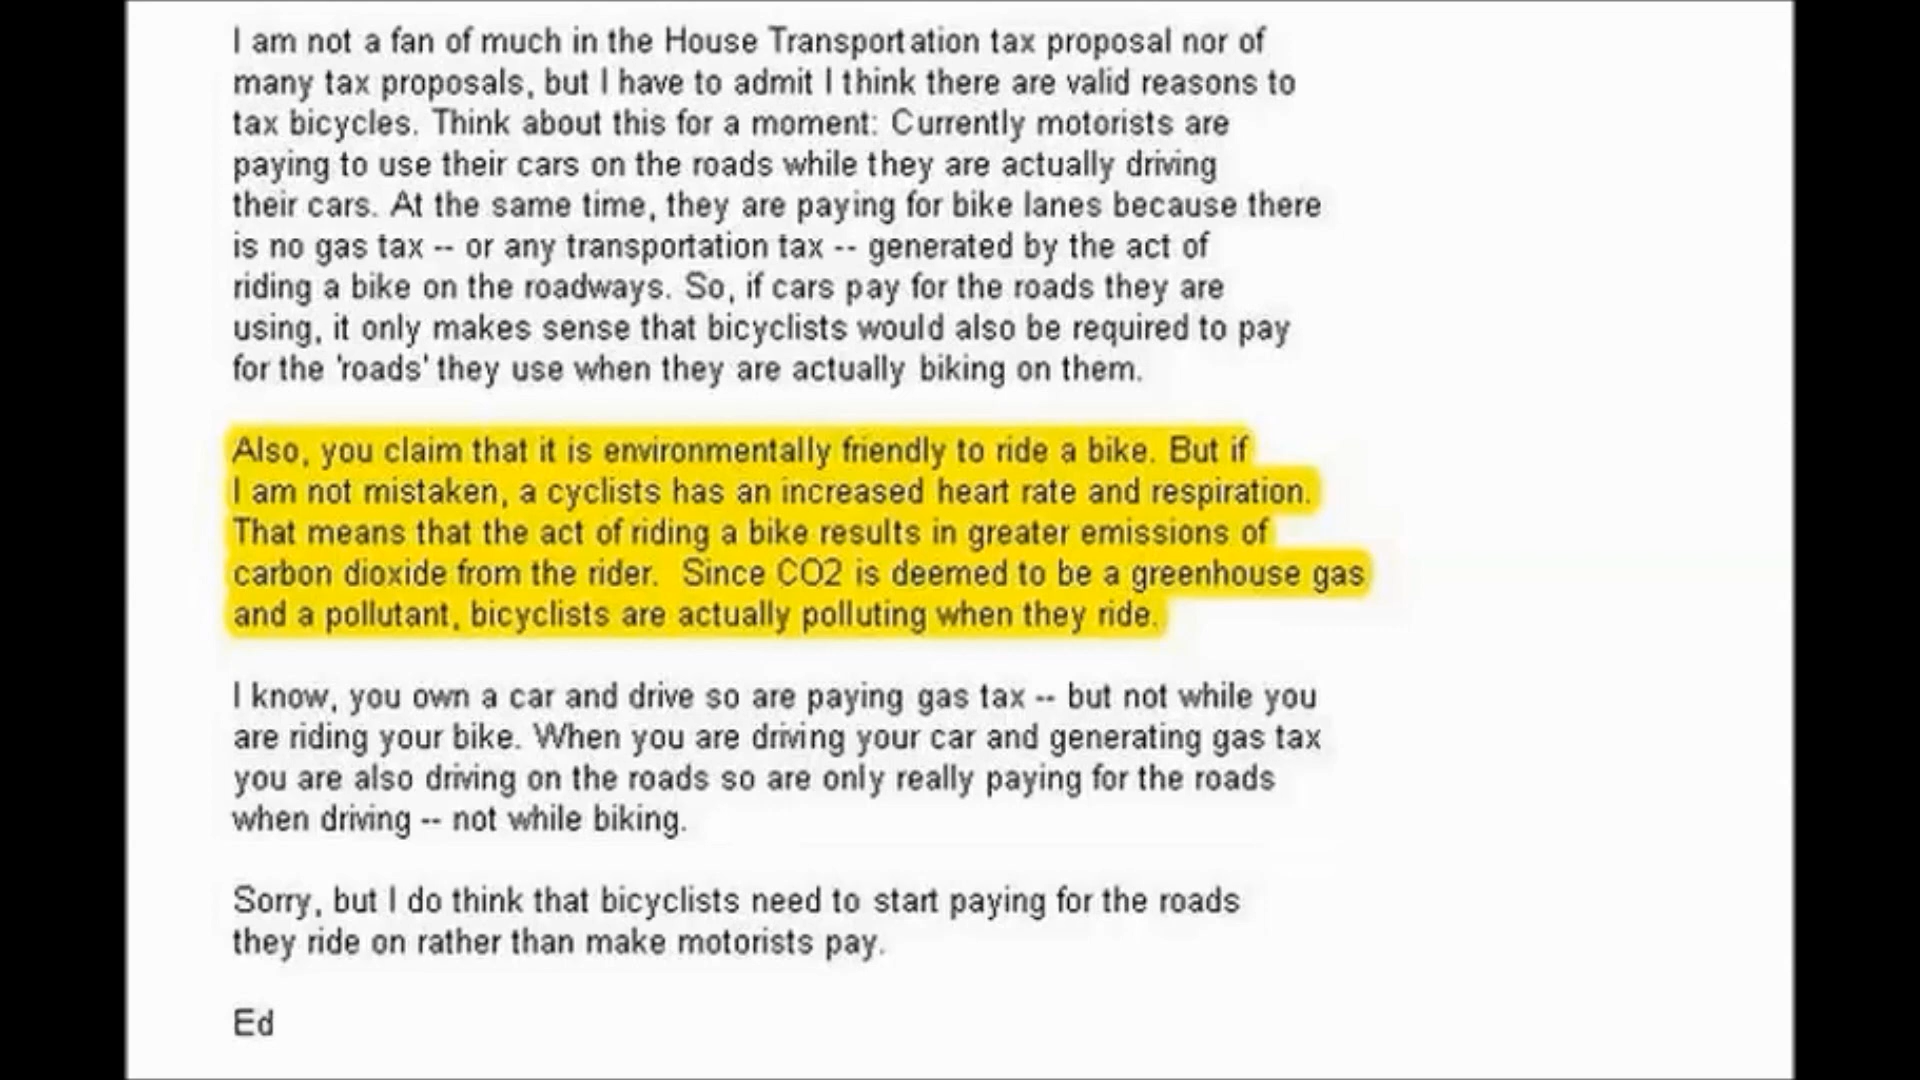 I am not a fan of much in the House Transportation tax proposal nor of
many tax proposals, but I have to admit I think there are valid reasons to
tax bicycles. Think about this for a moment: Currently motorists are
paying to use their cars on the roads while they are actually driving
their cars. At the same time, they are paying for bike lanes because there
is no gas tax -- or any transportation tax -- generated by the act of
riding a bike on the roadways. So, if cars pay for the roads they are
using, it only makes sense that bicyclists would also be required to pay
for the 'roads' they use when they are actually biking on them.
Also, you claim that it is environmentally friendly to ride a bike. But if
I am not mistaken, a cyclists has an increased heart rate and respiration.
That means that the act of riding a bike results in greater emissions of
carbon dioxide from the rider.  Since CO2 is deemed to be a greenhouse gas
and a pollutant, bicyclists are actually polluting when they ride.
I know, you own a car and drive so are paying gas tax -- but not while you
are riding your bike. When you are driving your car and generating gas tax
you are also driving on the roads so are only really paying for the roads
when driving -- not while biking.
Sorry, but I do think that bicyclists need to start paying for the roads
they ride on rather than make motorists pay.
Ed